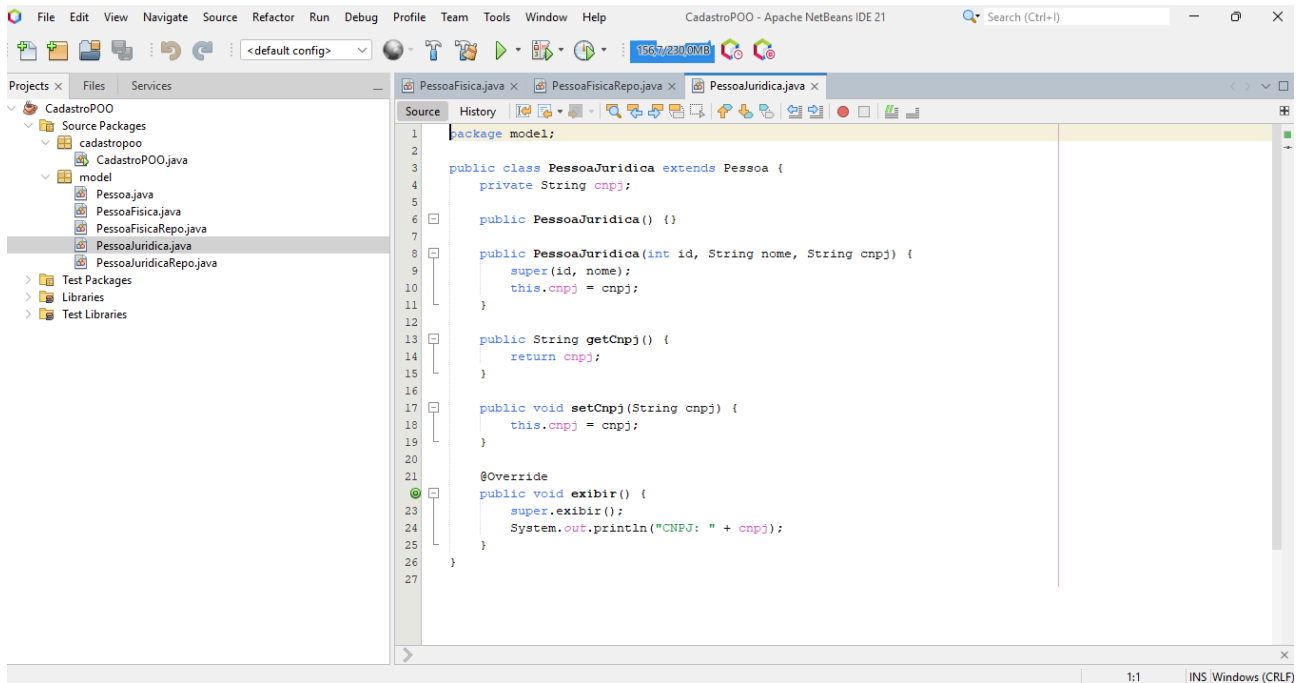 File Edit View Navigate Source Refactor Run Debug Profile Team Tools Window Help CadastroPOO - Apache NetBeans IDE 21 Search (Ctrl+I)
<default config> 156,7/230,0MB
Projects Files Services
PessoaFisica.java PessoaFisicaRepo.java PessoaJuridica.java
CadastroPOO
Source Packages
cadastropoo
CadastroPOO.java
model
Pessoa.java
PessoaFisica.java
PessoaFisicaRepo.java
PessoaJuridica.java
PessoaJuridicaRepo.java
Test Packages
Libraries
Test Libraries
Source History
1 package model;
2
3 public class PessoaJuridica extends Pessoa {
4 private String cnpj;
5
6 public PessoaJuridica() {}
7
8 public PessoaJuridica(int id, String nome, String cnpj) {
9 super(id, nome);
10 this.cnpj = cnpj;
11 }
12
13 public String getCnpj() {
14 return cnpj;
15 }
16
17 public void setCnpj(String cnpj) {
18 this.cnpj = cnpj;
19 }
20
21 @Override
public void exibir() {
23 super.exibir();
24 System.out.println("CNPJ: " + cnpj);
25 }
26 }
27
1:1 INS Windows (CRLF)